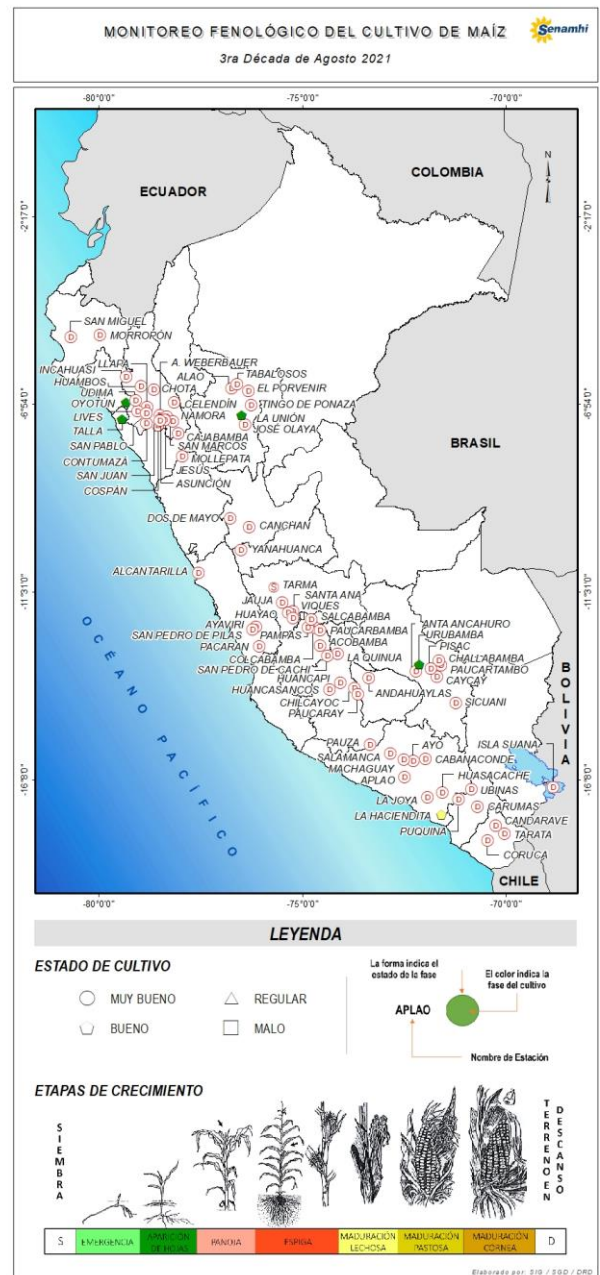 MONITOREO FENOLÓGICO DEL CULTIVO DE MAÍZ
Senamhi
3ra Década de Agosto 2021
-80°0'0" -75°0'0" -70°0'0"
N
COLOMBIA
ECUADOR
-2°17'0"
SAN MIGUEL
MORROPÓN
LLAPA
INCAHUASI
HUAMBOS
UDIMA
OYOTÚN
LIVES
TALLA
SAN PABLO
CONTUMAZA
SAN JUAN
COSPÁN
A. WEBERBAUER
ALAO
TABALOSOS
CHOTA
EL PORVENIR
CELENDÍN
TINGO DE PONAZA
NAMORA
LA UNIÓN
JOSÉ OLAYA
CAJABAMBA
SAN MARCOS
MOLLEPATA
JESÚS
ASUNCIÓN
-6°54'0"
-6°54'0"
BRASIL
DOS DE MAYO
CANCHAN
YANAHUANCA
ALCANTARILLA
-11°31'0"
-11°31'0"
TARMA
SANTA ANA
JAUJA
VIQUES
HUAYAO
SALCABAMBA
AYAVIRI
PAUCARBAMBA
SAN PEDRO DE PILAS
PAMPAS
ACOBAMBA
PACARAN
COLCABAMBA
LA QUINUA
SAN PEDRO DE CACHI
HUANCAPI
HUANCASANCOS
ANDAHUAYLAS
CHILCAYOC
PAUCARAY
ANTA ANCAHURO
URUBAMBA
PISAC
CHALLABAMBA
PAUCARTAMBO
CAYCAY
SICUANI
BOLIVIA
OCÉANO PACÍFICO
PAUZA
AYO
ISLA SUANA
SALAMANCA
CABANACONDE
MACHAGUAY
HUASACACHE
APLAO
UBINAS
LA JOYA
CARUMAS
LA HACIENDITA
CANDARAVE
PUQUINA
TARATA
CORUCA
CHILE
-80°0'0" -75°0'0" -70°0'0"
LEYENDA
ESTADO DE CULTIVO
MUY BUENO
REGULAR
BUENO
MALO
La forma indica el estado de la fase
El color indica la fase del cultivo
APLAO
Nombre de Estación
ETAPAS DE CRECIMIENTO
SIEMBRA
TERRENO EN DESCANSO
S
EMERGENCIA
APARICIÓN DE HOJAS
PANOJA
ESPIGA
MADURACIÓN LECHOSA
MADURACIÓN PASTOSA
MADURACIÓN CÓRNEA
D
Elaborado por: SIG / SGD / DRD